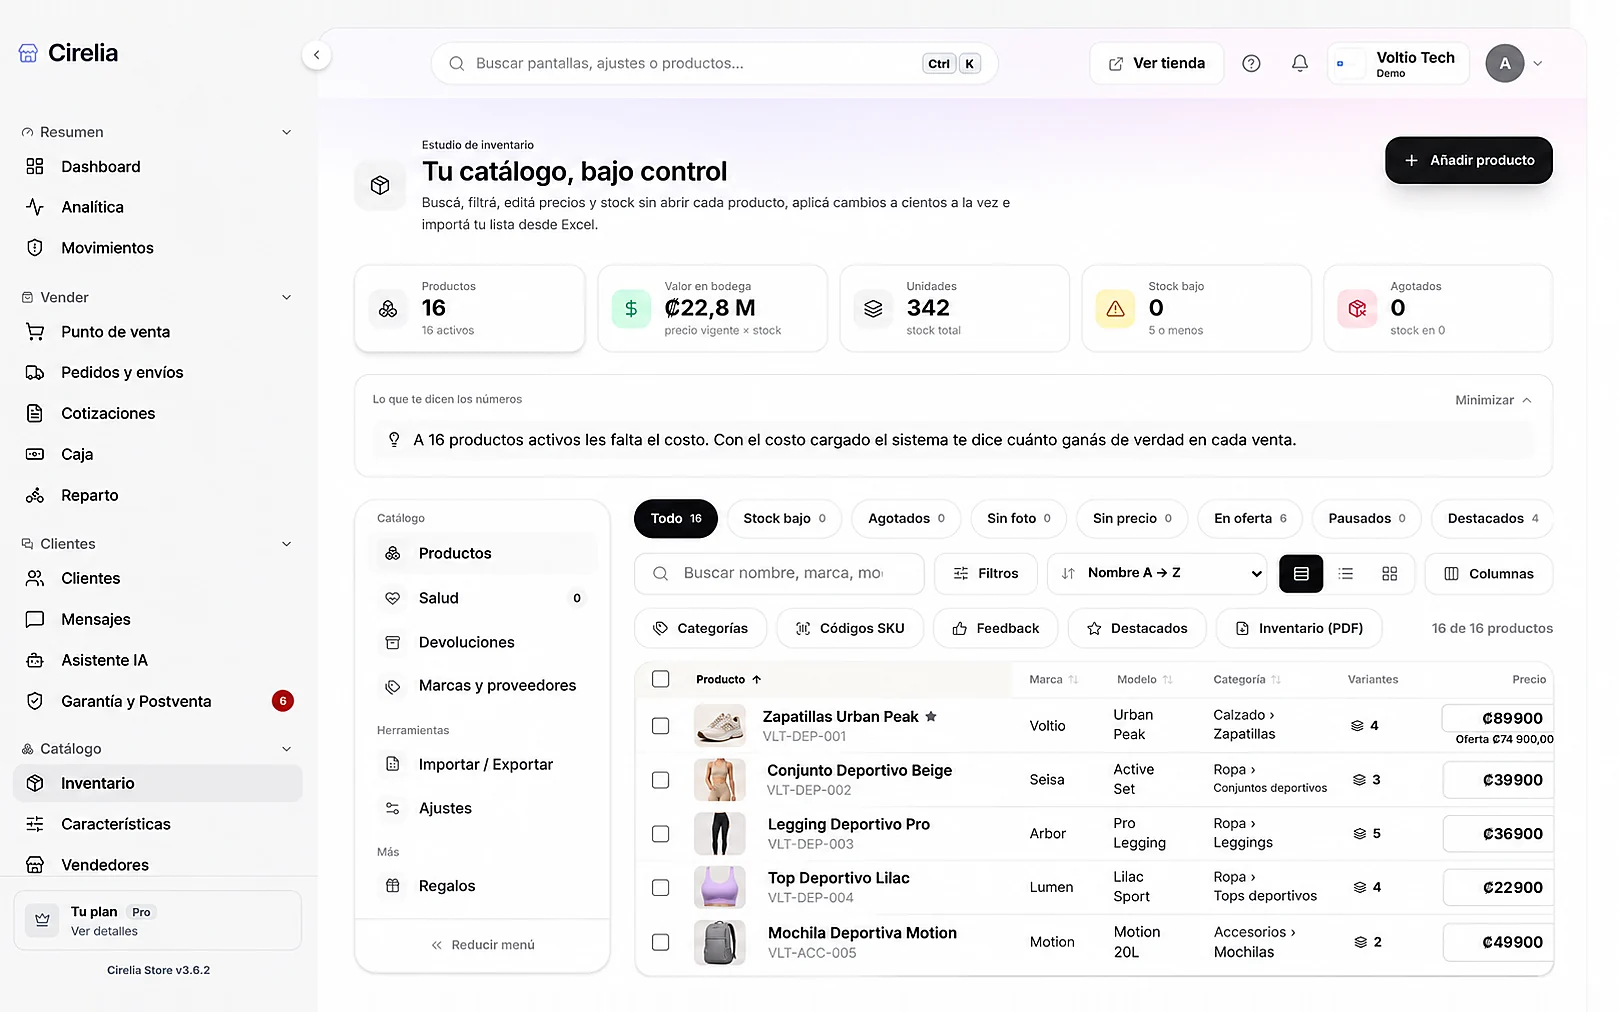 Cirelia
Buscar pantallas, ajustes o productos...
Ctrl K
Ver tienda
Voltio Tech
Demo
A
Resumen
Dashboard
Analítica
Movimientos
Vender
Punto de venta
Pedidos y envíos
Cotizaciones
Caja
Reparto
Clientes
Clientes
Mensajes
Asistente IA
Garantía y Postventa 6
Catálogo
Inventario
Características
Vendedores
Tu plan Pro
Ver detalles
Cirelia Store v3.6.2
Estudio de inventario
Tu catálogo, bajo control
Buscá, filtrá, editá precios y stock sin abrir cada producto, aplicá cambios a cientos a la vez e
importá tu lista desde Excel.
Añadir producto
Productos
16
16 activos
Valor en bodega
₡22,8 M
precio vigente × stock
Unidades
342
stock total
Stock bajo
0
5 o menos
Agotados
0
stock en 0
Lo que te dicen los números
Minimizar
A 16 productos activos les falta el costo. Con el costo cargado el sistema te dice cuánto ganás de verdad en cada venta.
Catálogo
Productos
Salud 0
Devoluciones
Marcas y proveedores
Herramientas
Importar / Exportar
Ajustes
Más
Regalos
Reducir menú
Todo 16
Stock bajo 0
Agotados 0
Sin foto 0
Sin precio 0
En oferta 6
Pausados 0
Destacados 4
Buscar nombre, marca, mo
Filtros
Nombre A → Z
Columnas
Categorías
Códigos SKU
Feedback
Destacados
Inventario (PDF)
16 de 16 productos
Producto ↑ Marca Modelo Categoría Variantes Precio
Zapatillas Urban Peak ★
VLT-DEP-001
Voltio
Urban
Peak
Calzado ›
Zapatillas
4
₡89900
Oferta ₡74 900,00
Conjunto Deportivo Beige
VLT-DEP-002
Seisa
Active
Set
Ropa ›
Conjuntos deportivos
3
₡39900
Legging Deportivo Pro
VLT-DEP-003
Arbor
Pro
Legging
Ropa ›
Leggings
5
₡36900
Top Deportivo Lilac
VLT-DEP-004
Lumen
Lilac
Sport
Ropa ›
Tops deportivos
4
₡22900
Mochila Deportiva Motion
VLT-ACC-005
Motion
Motion
20L
Accesorios ›
Mochilas
2
₡49900